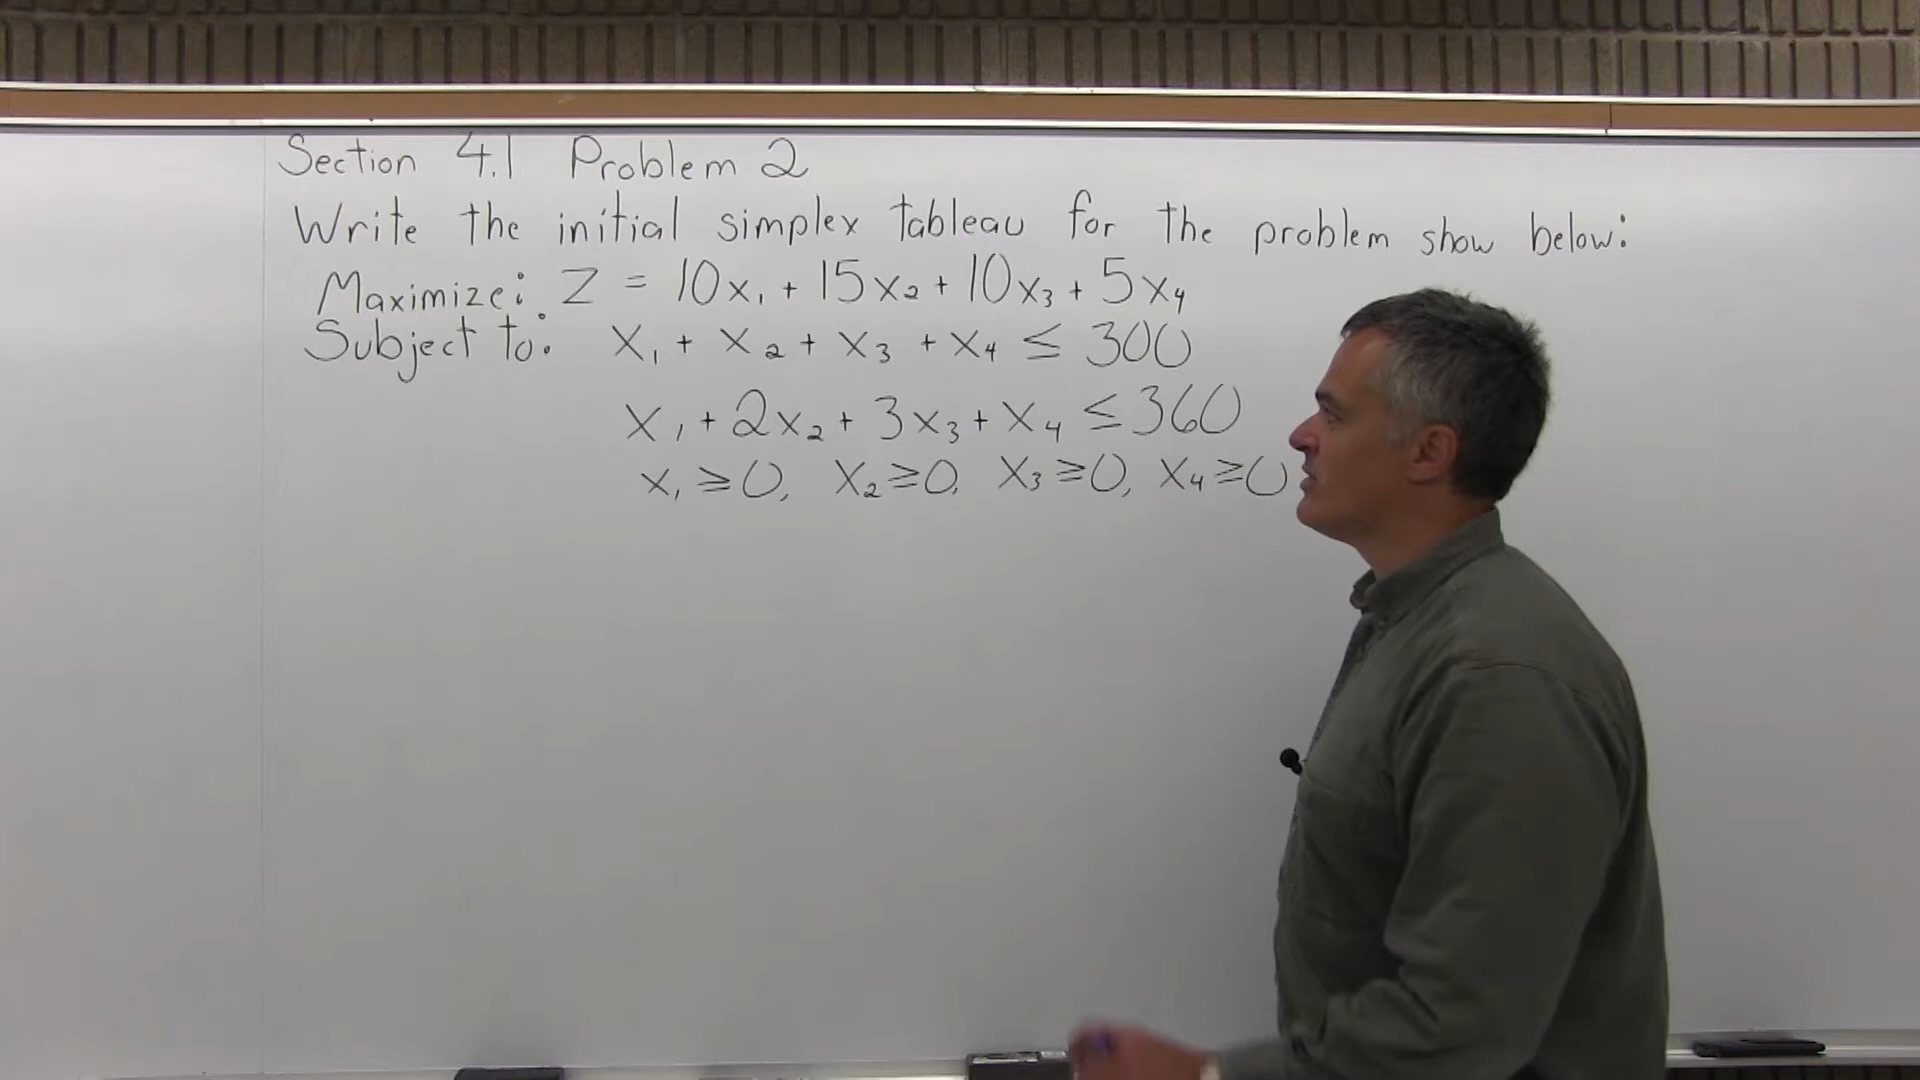 Section 4.1 Problem 2
Write the initial simplex tableau for the problem show below:
Maximize: Z = 10x₁ + 15x₂ + 10x₃ + 5x₄
Subject to: x₁ + x₂ + x₃ + x₄ ≤ 300
x₁ + 2x₂ + 3x₃ + x₄ ≤ 360
x₁ ≥ 0, x₂ ≥ 0, x₃ ≥ 0, x₄ ≥ 0